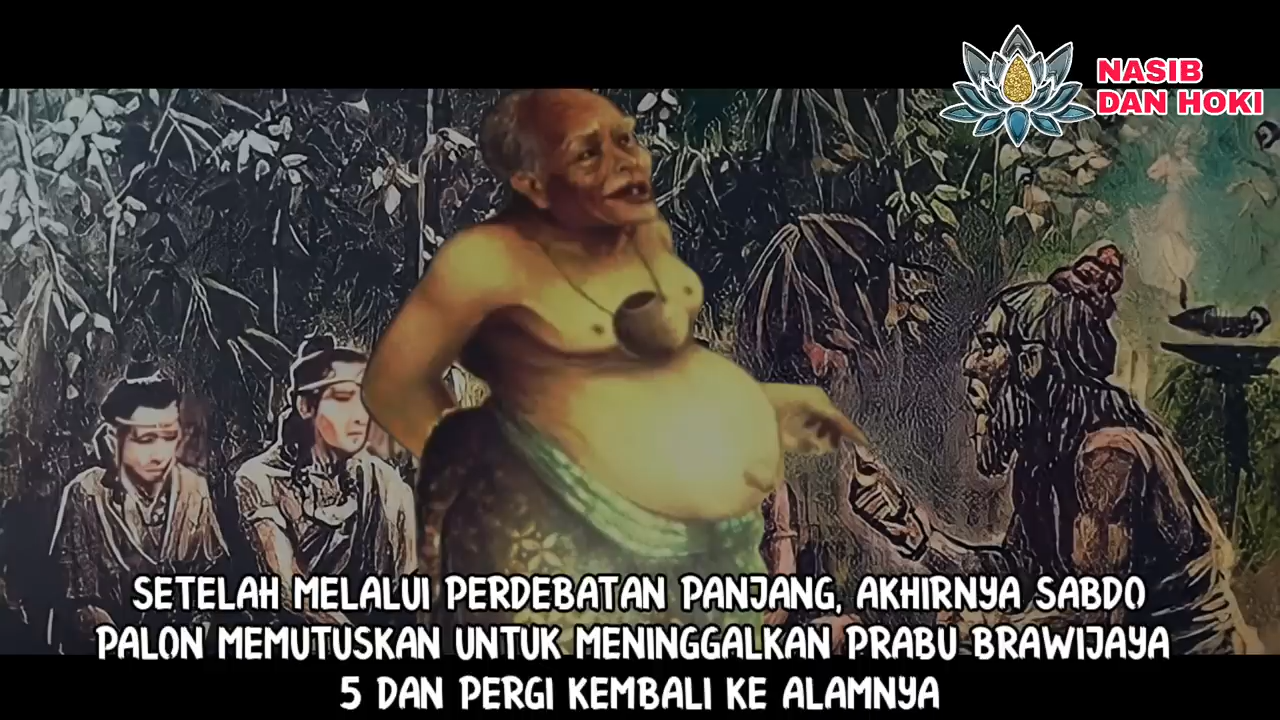 NASIB
DAN HOKI
SETELAH MELALUI PERDEBATAN PANJANG, AKHIRNYA SABDO
PALON MEMUTUSKAN UNTUK MENINGGALKAN PRABU BRAWIJAYA
5 DAN PERGI KEMBALI KE ALAMNYA